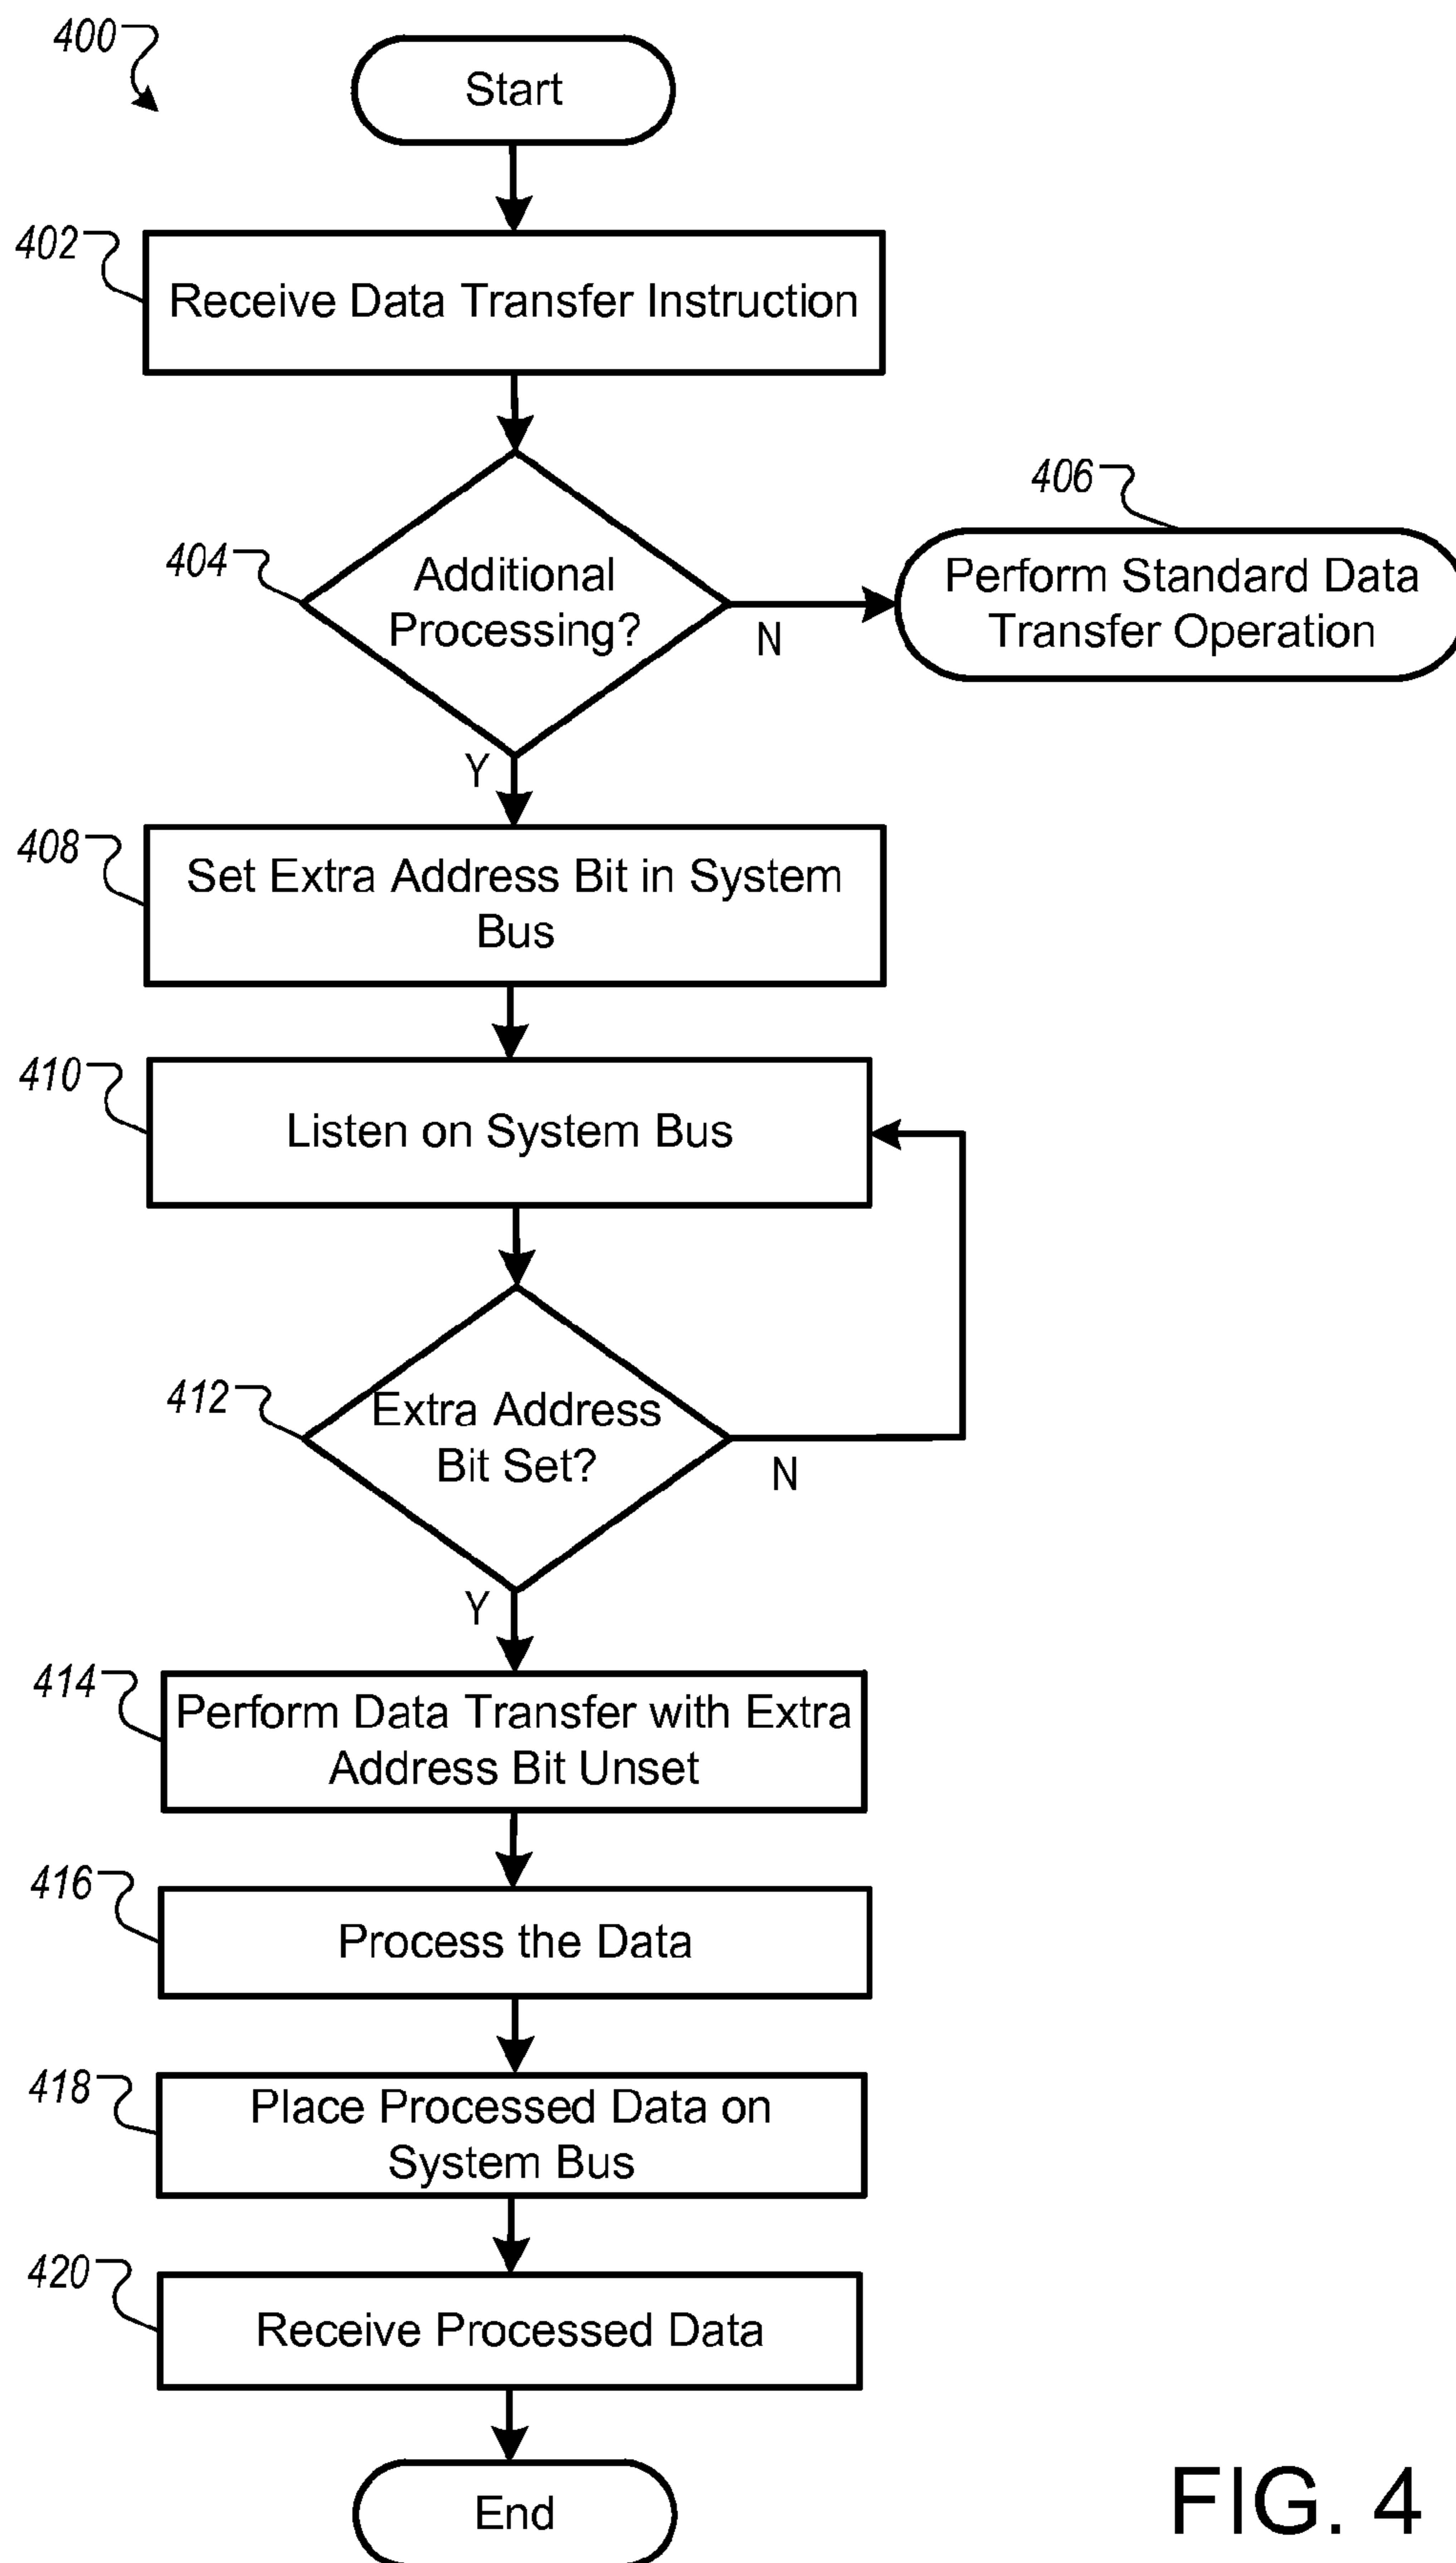 400
Start
402
Receive Data Transfer Instruction
404
Additional
Processing?
N
406
Perform Standard Data
Transfer Operation
Y
408
Set Extra Address Bit in System
Bus
410
Listen on System Bus
412
Extra Address
Bit Set?
N
Y
414
Perform Data Transfer with Extra
Address Bit Unset
416
Process the Data
418
Place Processed Data on
System Bus
420
Receive Processed Data
End
FIG. 4